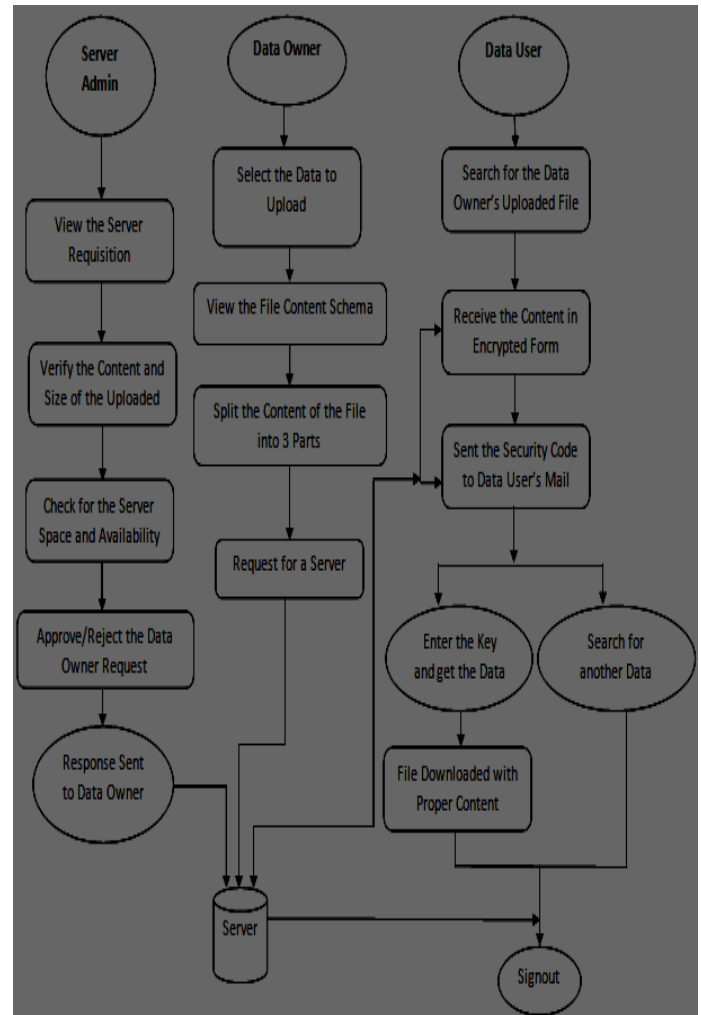 Server
Admin
View the Server
Requisition
Verify the Content and
Size of the Uploaded
Check for the Server
Space and Availability
Approve/Reject the Data
Owner Request
Response Sent
to Data Owner
Data Owner
Select the Data to
Upload
View the File Content Schema
Split the Content of the File
into 3 Parts
Request for a Server
Server
Data User
Search for the Data
Owner's Uploaded File
Receive the Content in
Encrypted Form
Sent the Security Code
to Data User's Mail
Enter the Key
and get the Data
Search for
another Data
File Downloaded with
Proper Content
Signout